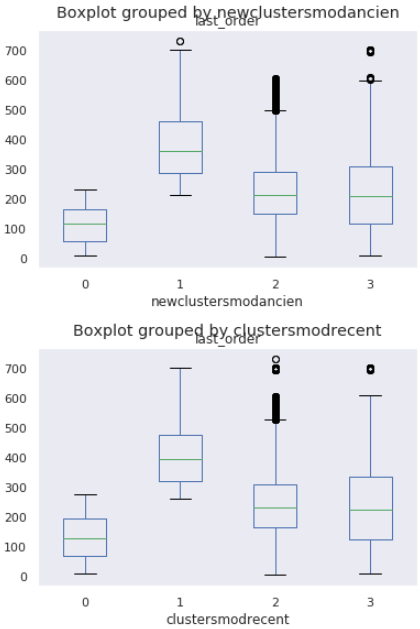 Boxplot grouped by newclustersmodancien
last_order
700
600
500
400
300
200
100
0
0 1 2 3
newclustersmodancien
Boxplot grouped by clustersmodrecent
last_order
700
600
500
400
300
200
100
0
0 1 2 3
clustersmodrecent